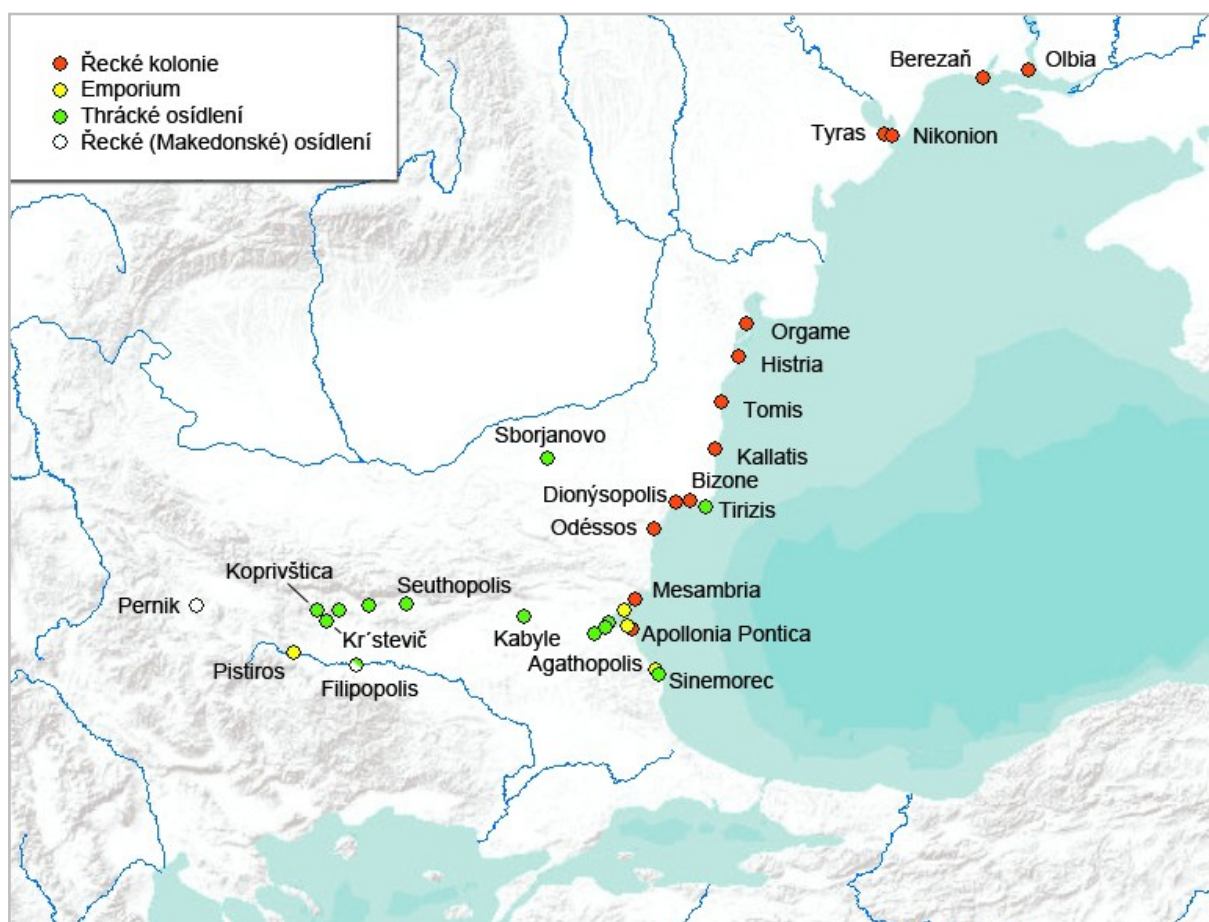 Řecké kolonie
Emporium
Thrácké osídlení
Řecké (Makedonské) osídlení
Berezaň
Olbia
Tyras
Nikonion
Orgame
Histria
Tomis
Sborjanovo
Kallatis
Bizone
Dionýsopolis
Tirizis
Odéssos
Koprivštica
Seuthopolis
Mesambria
Pernik
Kr´stevič
Kabyle
Apollonia Pontica
Pistiros
Agathopolis
Sinemorec
Filipopolis